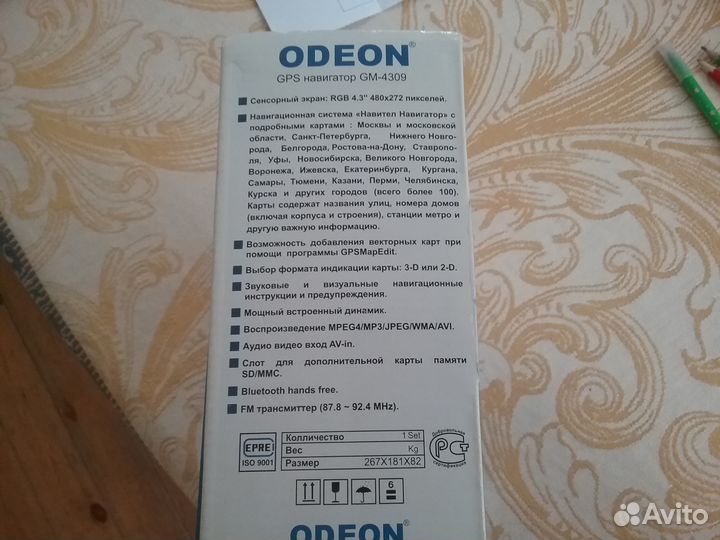 ODEON®
GPS навигатор GM-4309
Сенсорный экран: RGB 4.3" 480x272 пикселей.
Навигационная система «Навител Навигатор» с
подробными картами : Москвы и московской
области, Санкт-Петербурга, Нижнего Новго-
рода, Белгорода, Ростова-на-Дону, Ставропо-
ля, Уфы, Новосибирска, Великого Новгорода,
Воронежа, Ижевска, Екатеринбурга, Кургана,
Самары, Тюмени, Казани, Перми, Челябинска,
Курска и других городов (всего более 100).
Карты содержат названия улиц, номера домов
(включая корпуса и строения), станции метро и
другую важную информацию.
Возможность добавления векторных карт при
помощи программы GPSMapEdit.
Выбор формата индикации карты: 3-D или 2-D.
Звуковые и визуальные навигационные
инструкции и предупреждения.
Мощный встроенный динамик.
Воспроизведение MPEG4/MP3/JPEG/WMA/AVI.
Аудио видео вход AV-in.
Слот для дополнительной карты памяти
SD/MMC.
Bluetooth hands free.
FM трансмиттер (87.8 ~ 92.4 MHz).
EPRE
ISO 9001
Колличество 1 Set
Вес Kg
Размер 267X181X82
Добровольная
РСТ
сертификация
6
ODEON®
Avito